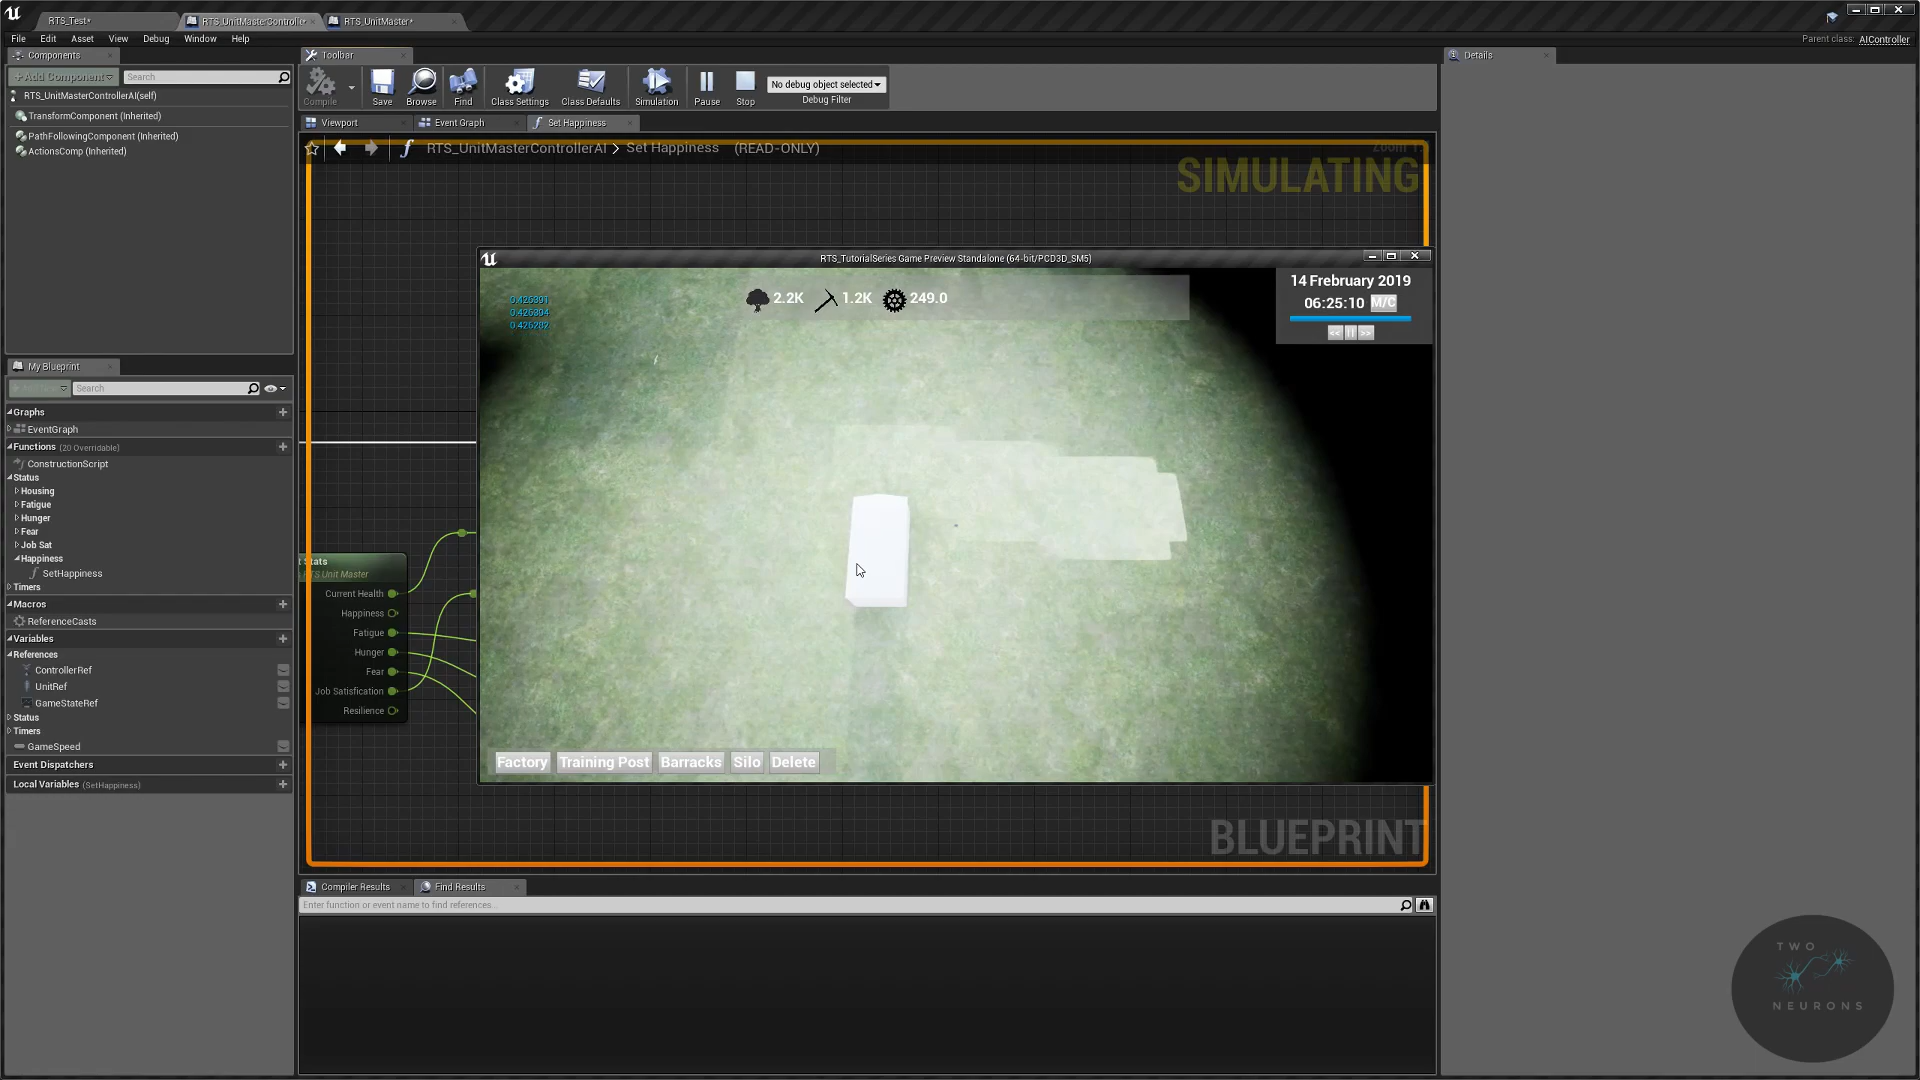 RTS_Test*
RTS_UnitMasterController
RTS_UnitMaster*
File Edit Asset View Debug Window Help
Parent class: AIController
Components
+Add Component
Search
RTS_UnitMasterControllerAI(self)
TransformComponent (Inherited)
PathFollowingComponent (Inherited)
ActionsComp (Inherited)
Toolbar
Compile
Save
Browse
Find
Class Settings
Class Defaults
Simulation
Pause
Stop
No debug object selected
Debug Filter
Details
Viewport
Event Graph
Set Happiness
RTS_UnitMasterControllerAI > Set Happiness (READ-ONLY)
SIMULATING
RTS_TutorialSeries Game Preview Standalone (64-bit/PCD3D_SM5)
0.426391
0.426304
0.426282
2.2K
1.2K
249.0
14 Frebruary 2019
06:25:10 M/C
<< || >>
Factory
Training Post
Barracks
Silo
Delete
My Blueprint
Search
Graphs
EventGraph
Functions (20 Overridable)
ConstructionScript
Status
Housing
Fatigue
Hunger
Fear
Job Sat
Happiness
SetHappiness
Timers
Macros
ReferenceCasts
Variables
References
ControllerRef
UnitRef
GameStateRef
Status
Timers
GameSpeed
Event Dispatchers
Local Variables (SetHappiness)
Stats
RTS Unit Master
Current Health
Happiness
Fatigue
Hunger
Fear
Job Satisfication
Resilience
BLUEPRINT
Compiler Results
Find Results
Enter function or event name to find references...
TWO
NEURONS